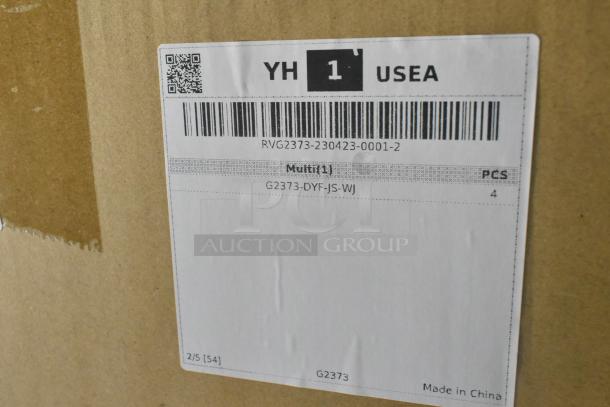 YH 1 USEA
RVG2373-230423-0001-2
Multi(1) PCS
G2373-DYF-JS-WJ 4
PCI
AUCTION GROUP
2/5 [54]
G2373
Made in China